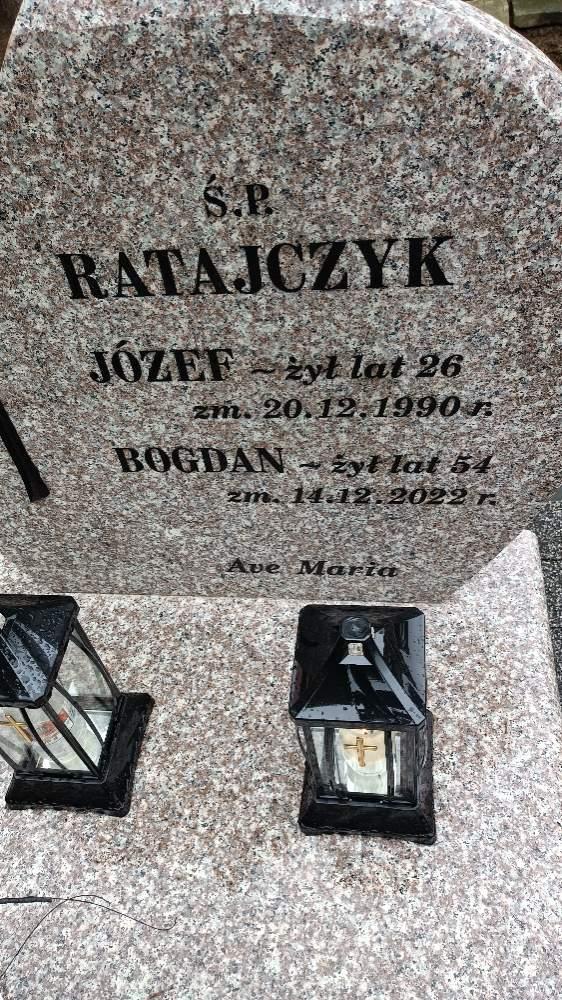 Ś.P.
RATAJCZYK
JÓZEF ~ żył lat 26
zm. 20.12.1990 r.
BOGDAN ~ żył lat 54
zm. 14.12.2022 r.
Ave Maria